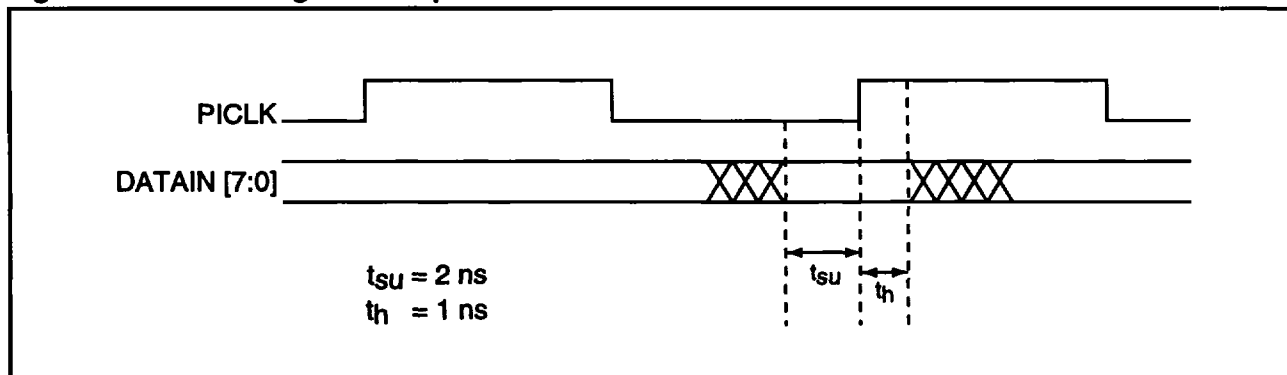 PICLK
DATAIN [7:0]
tsu
th
tsu = 2 ns
th = 1 ns